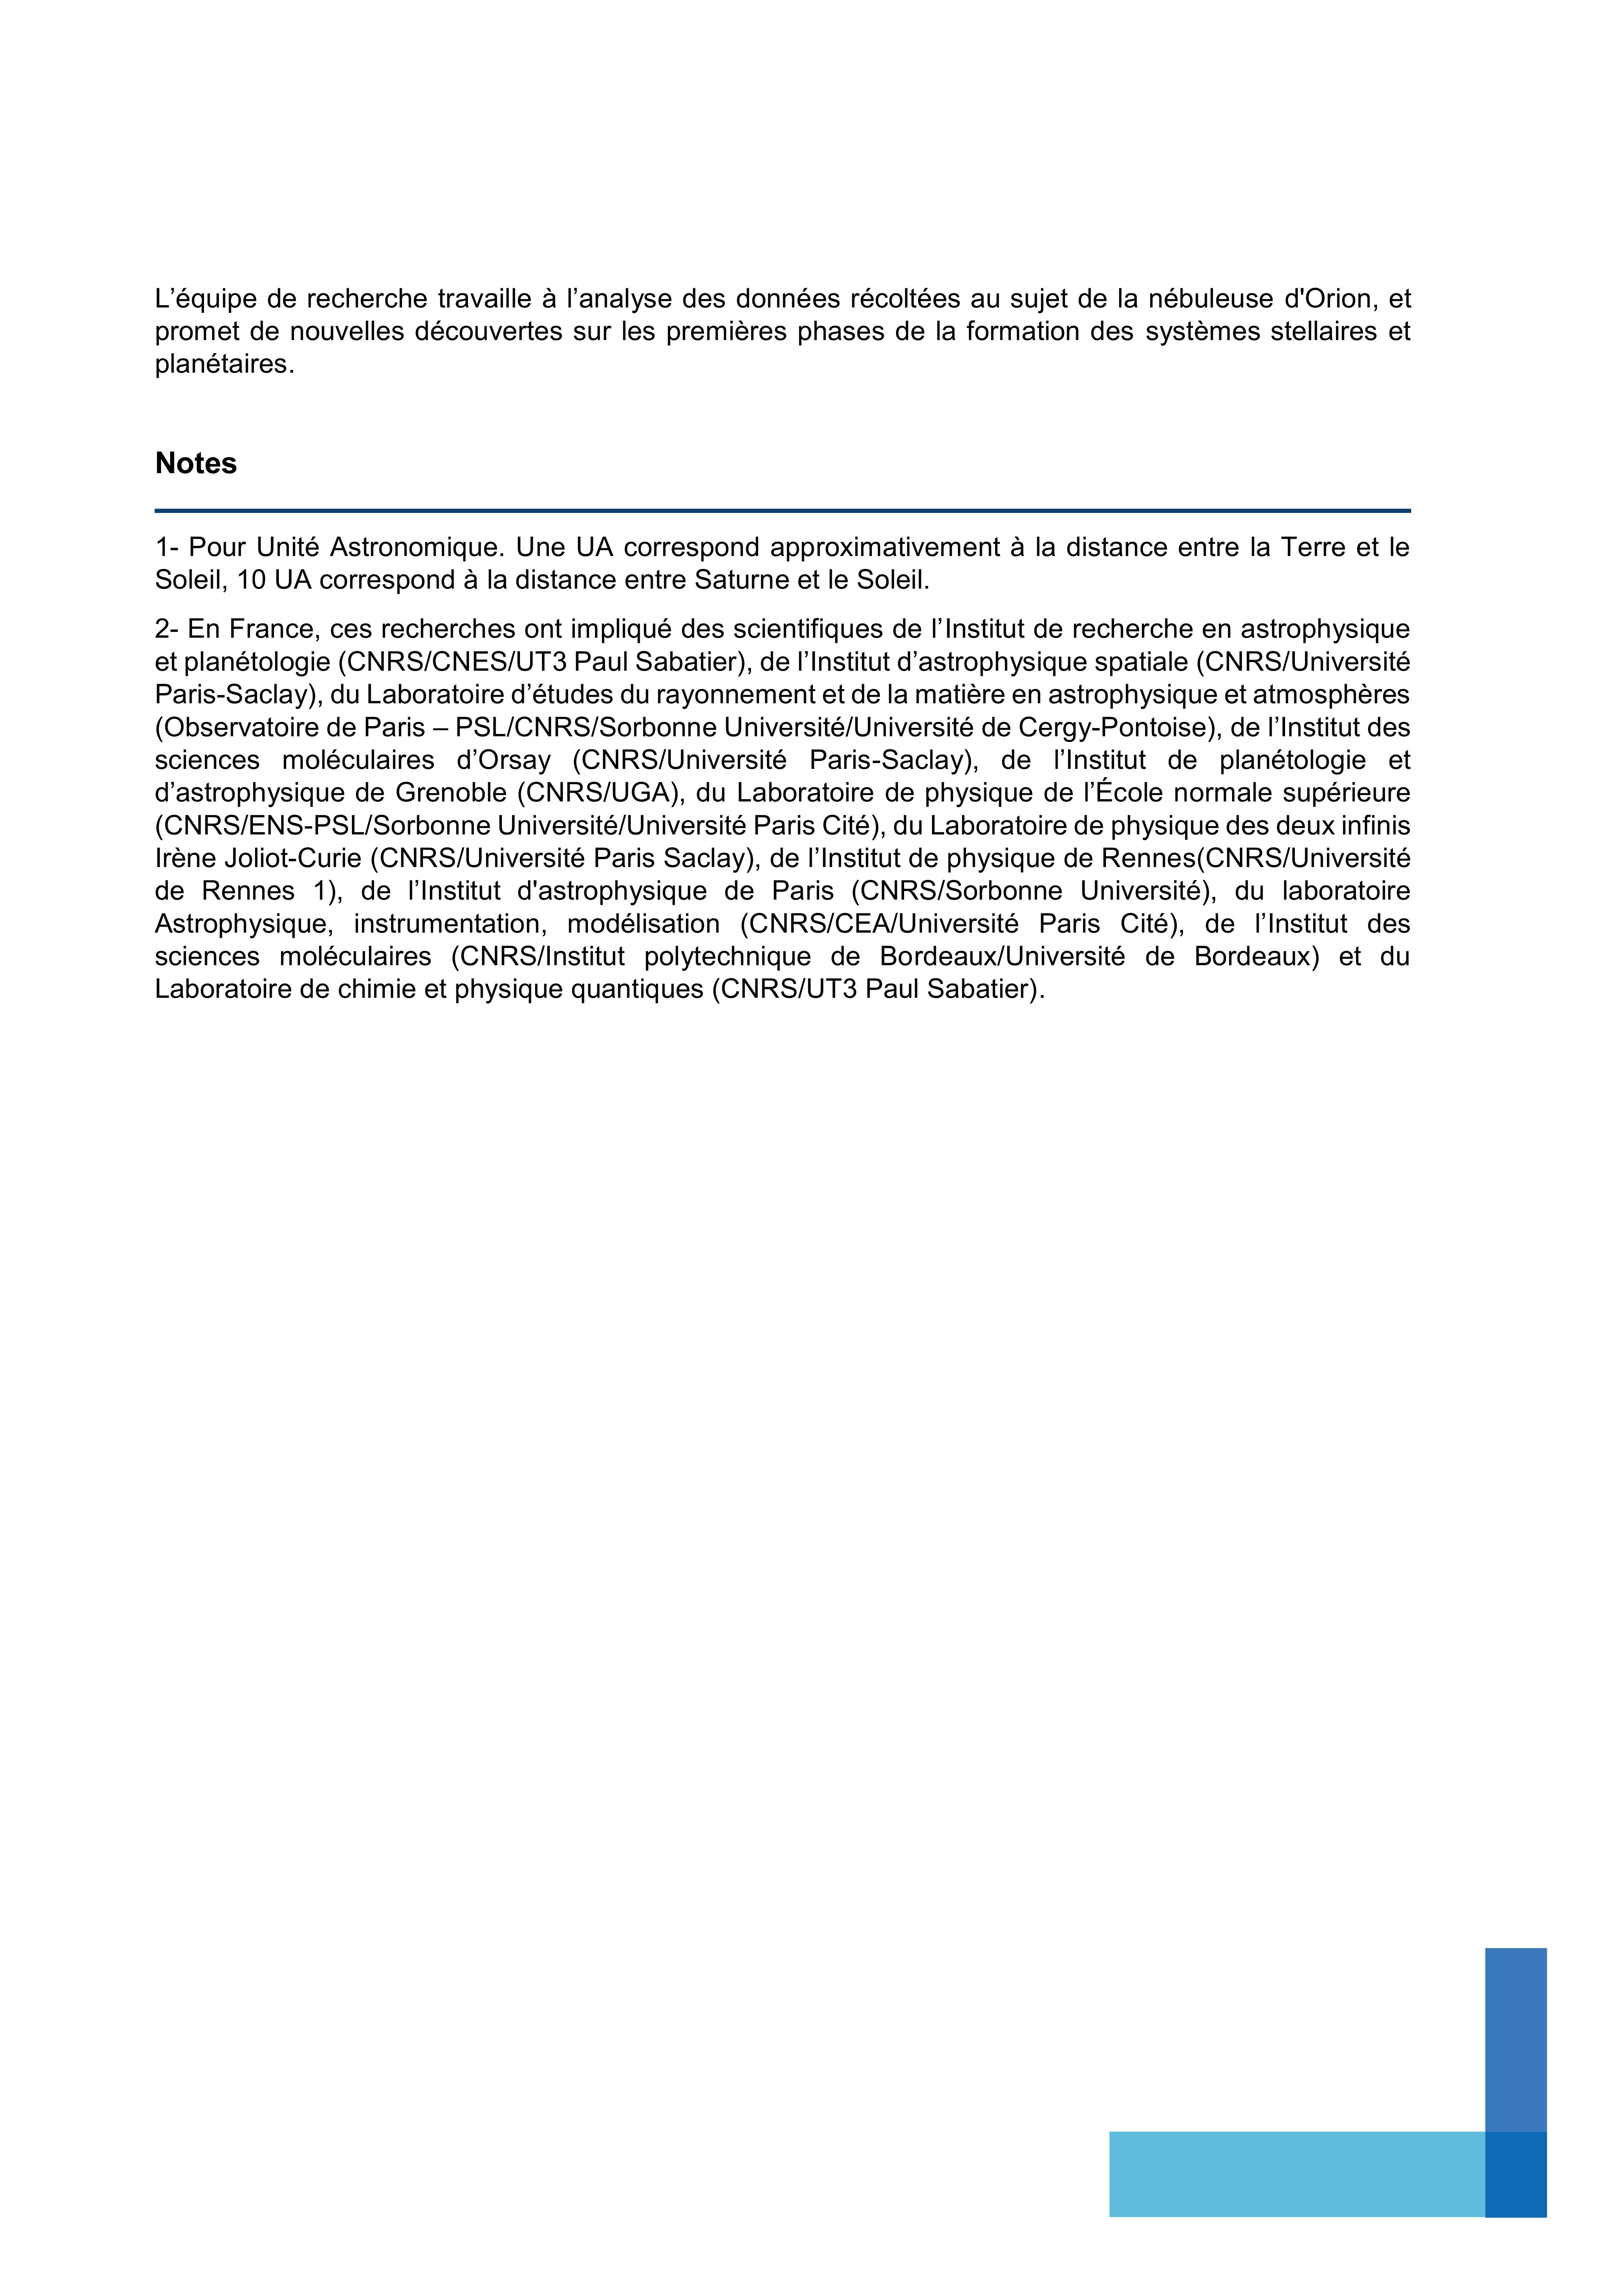 L’équipe de recherche travaille à l’analyse des données récoltées au sujet de la nébuleuse d'Orion, et
promet de nouvelles découvertes sur les premières phases de la formation des systèmes stellaires et
planétaires.
Notes
1- Pour Unité Astronomique. Une UA correspond approximativement à la distance entre la Terre et le
Soleil, 10 UA correspond à la distance entre Saturne et le Soleil.
2- En France, ces recherches ont impliqué des scientifiques de l’Institut de recherche en astrophysique
et planétologie (CNRS/CNES/UT3 Paul Sabatier), de l’Institut d’astrophysique spatiale (CNRS/Université
Paris-Saclay), du Laboratoire d’études du rayonnement et de la matière en astrophysique et atmosphères
(Observatoire de Paris – PSL/CNRS/Sorbonne Université/Université de Cergy-Pontoise), de l’Institut des
sciences moléculaires d’Orsay (CNRS/Université Paris-Saclay), de l’Institut de planétologie et
d’astrophysique de Grenoble (CNRS/UGA), du Laboratoire de physique de l’École normale supérieure
(CNRS/ENS-PSL/Sorbonne Université/Université Paris Cité), du Laboratoire de physique des deux infinis
Irène Joliot-Curie (CNRS/Université Paris Saclay), de l’Institut de physique de Rennes(CNRS/Université
de Rennes 1), de l’Institut d'astrophysique de Paris (CNRS/Sorbonne Université), du laboratoire
Astrophysique, instrumentation, modélisation (CNRS/CEA/Université Paris Cité), de l’Institut des
sciences moléculaires (CNRS/Institut polytechnique de Bordeaux/Université de Bordeaux) et du
Laboratoire de chimie et physique quantiques (CNRS/UT3 Paul Sabatier).